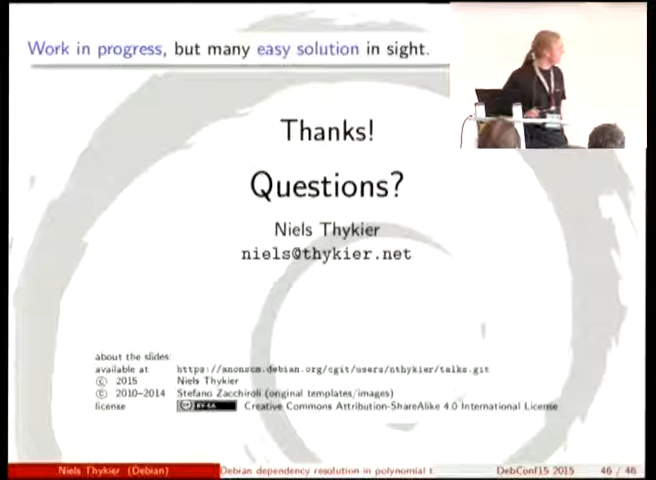 Work in progress, but many easy solution in sight.
Thanks!
Questions?
Niels Thykier
niels@thykier.net
about the slides:
available at https://anonscm.debian.org/cgit/users/nthykier/talks.git
© 2015 Niels Thykier
© 2010–2014 Stefano Zacchiroli (original templates/images)
license CC BY-SA Creative Commons Attribution-ShareAlike 4.0 International License
Niels Thykier (Debian) Debian dependency resolution in polynomial t DebConf15 2015 46 / 46